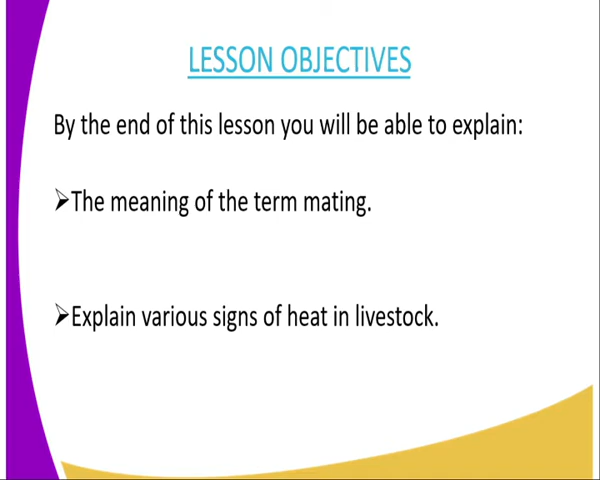 LESSON OBJECTIVES
By the end of this lesson you will be able to explain:
➢The meaning of the term mating.
➢Explain various signs of heat in livestock.